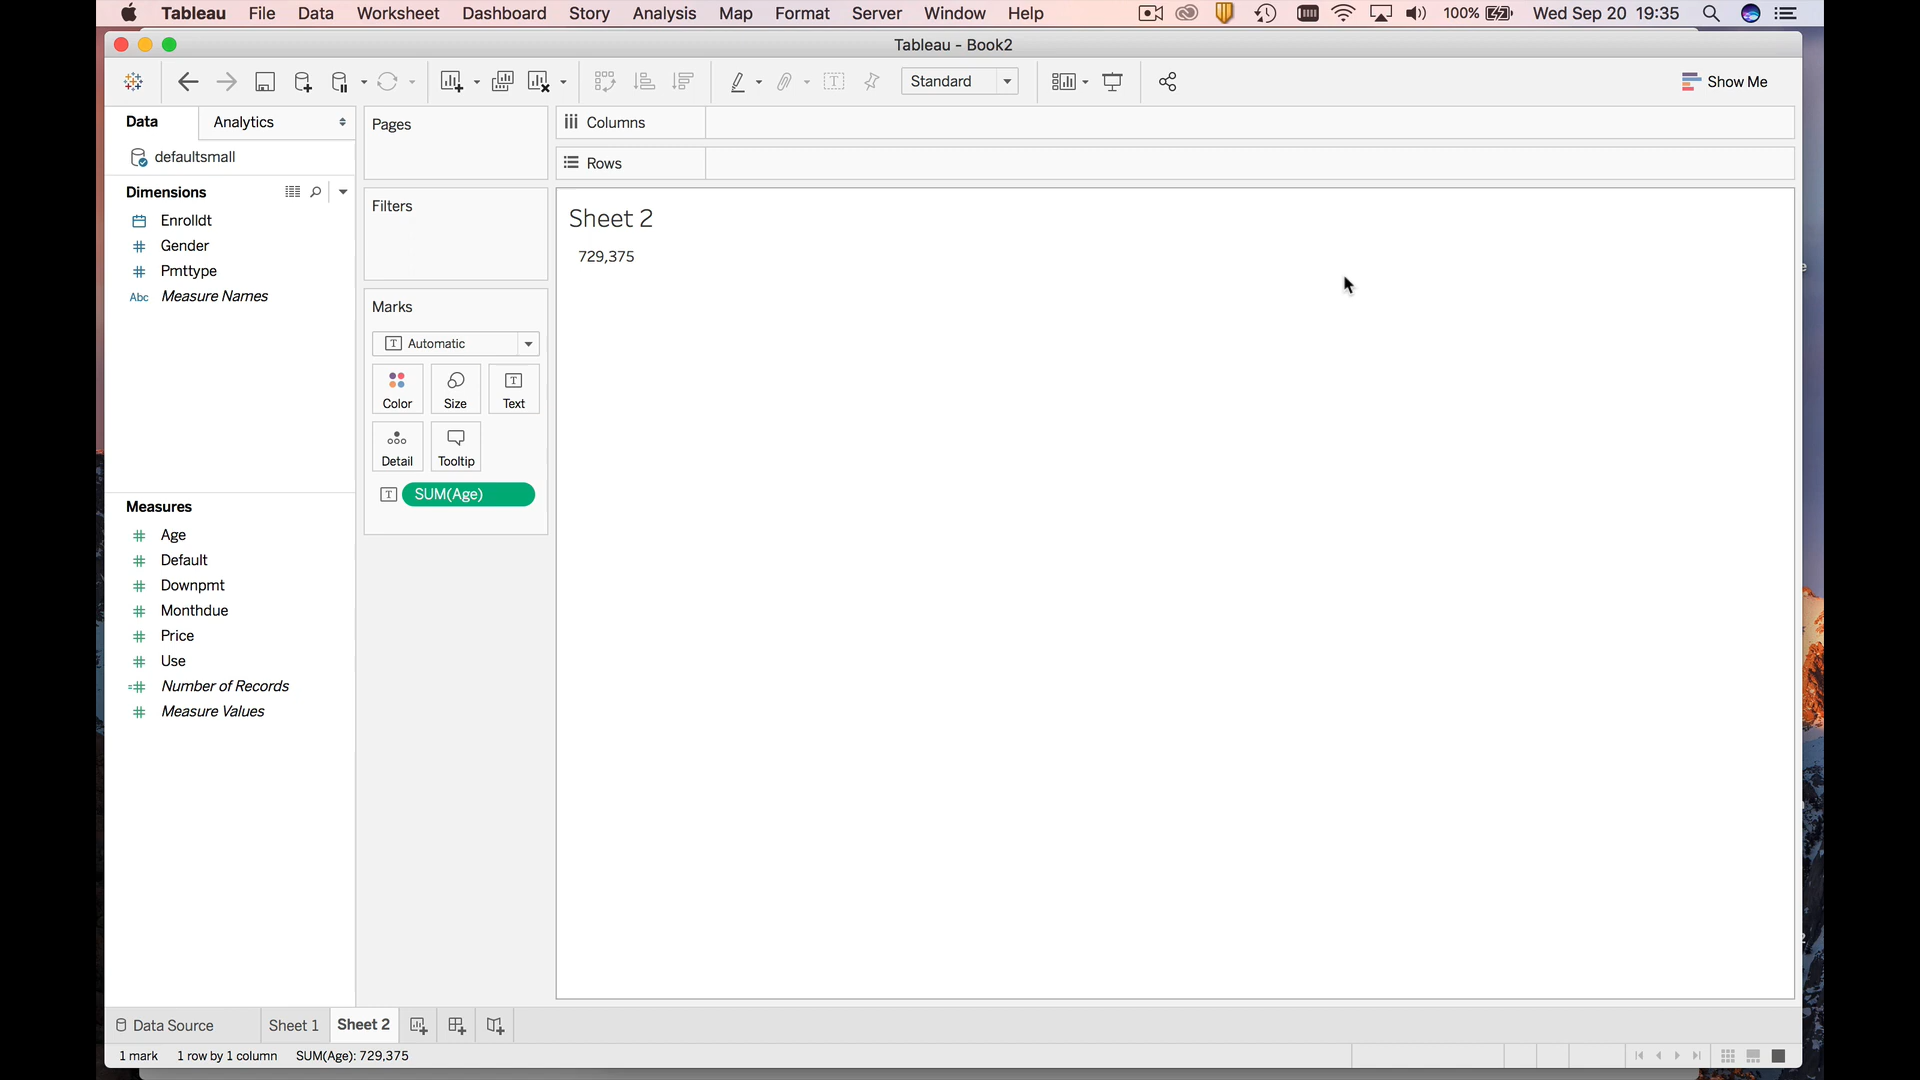 Tableau File Data Worksheet Dashboard Story Analysis Map Format Server Window Help 100% Wed Sep 20 19:35
Tableau - Book2
Standard Show Me
Data Analytics
defaultsmall
Dimensions
Enrolldt
Gender
Pmttype
Abc Measure Names
Measures
Age
Default
Downpmt
Monthdue
Price
Use
Number of Records
Measure Values
Pages
Filters
Marks
T Automatic
Color Size Text
Detail Tooltip
T SUM(Age)
Columns
Rows
Sheet 2
729,375
Data Source Sheet 1 Sheet 2
1 mark 1 row by 1 column SUM(Age): 729,375